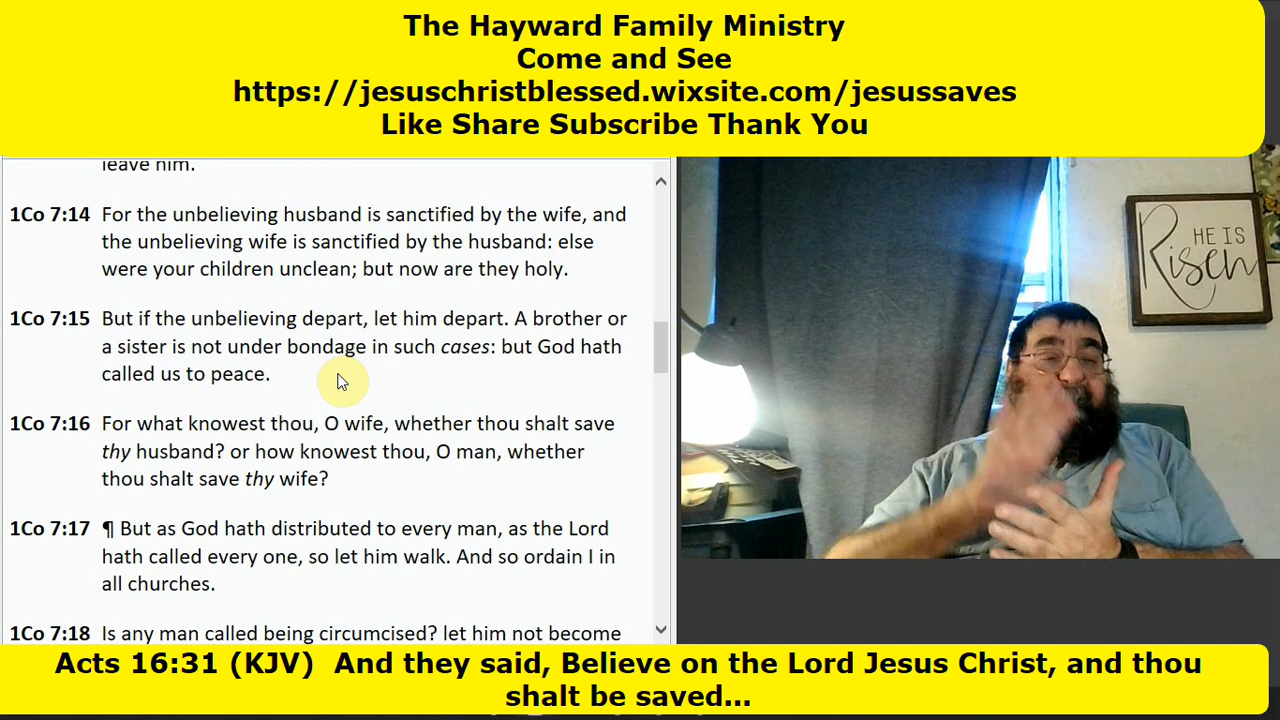 The Hayward Family Ministry
Come and See
https://jesuschristblessed.wixsite.com/jesussaves
Like Share Subscribe Thank You
leave him.
1Co 7:14 For the unbelieving husband is sanctified by the wife, and
the unbelieving wife is sanctified by the husband: else
were your children unclean; but now are they holy.
1Co 7:15 But if the unbelieving depart, let him depart. A brother or
a sister is not under bondage in such cases: but God hath
called us to peace.
1Co 7:16 For what knowest thou, O wife, whether thou shalt save
thy husband? or how knowest thou, O man, whether
thou shalt save thy wife?
1Co 7:17 ¶ But as God hath distributed to every man, as the Lord
hath called every one, so let him walk. And so ordain I in
all churches.
1Co 7:18 Is any man called being circumcised? let him not become
HE IS
Risen
Acts 16:31 (KJV) And they said, Believe on the Lord Jesus Christ, and thou
shalt be saved...